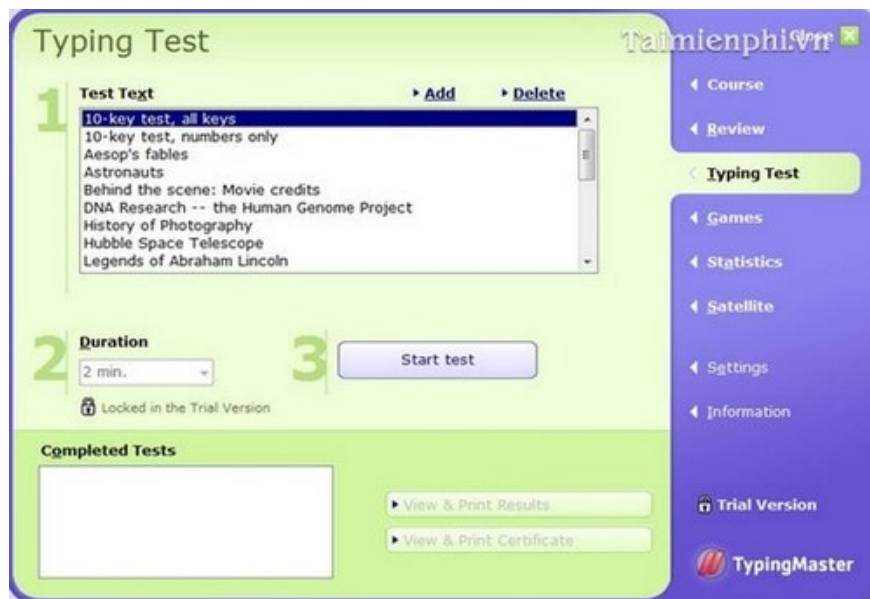 Typing Test
Taimienphi.vn
Close
1
Test Text
Add
Delete
10-key test, all keys
10-key test, numbers only
Aesop's fables
Astronauts
Behind the scene: Movie credits
DNA Research -- the Human Genome Project
History of Photography
Hubble Space Telescope
Legends of Abraham Lincoln
2
Duration
2 min.
Locked in the Trial Version
3
Start test
Completed Tests
View & Print Results
View & Print Certificate
Course
Review
Typing Test
Games
Statistics
Satellite
Settings
Information
Trial Version
TypingMaster